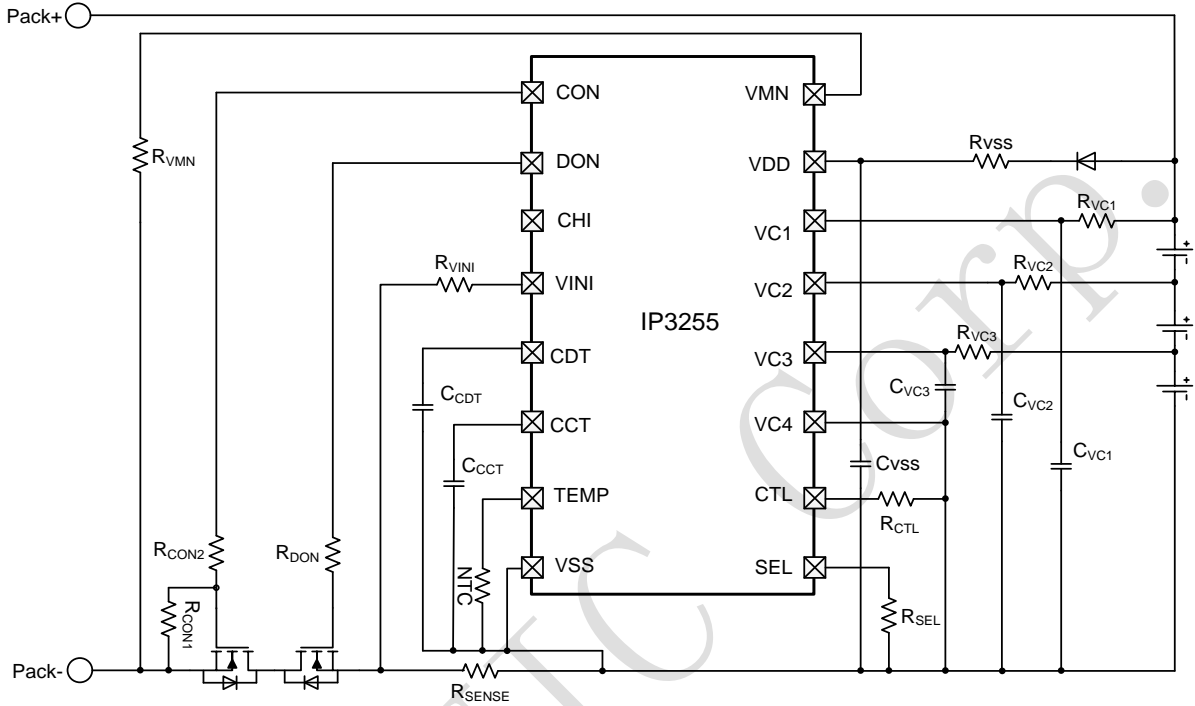 Pack+
CON
VMN
RVMN
Rvss
DON
VDD
RVC1
CHI
VC1
RVINI
RVC2
VINI
VC2
IP3255
RVC3
CDT
VC3
CCDT
CVC3
CVC2
CCT
VC4
CVC1
CCCT
Cvss
TEMP
CTL
RCTL
RCON2
RDON
VSS
SEL
NTC
RCON1
RSEL
Pack-
RSENSE
TC Corp.